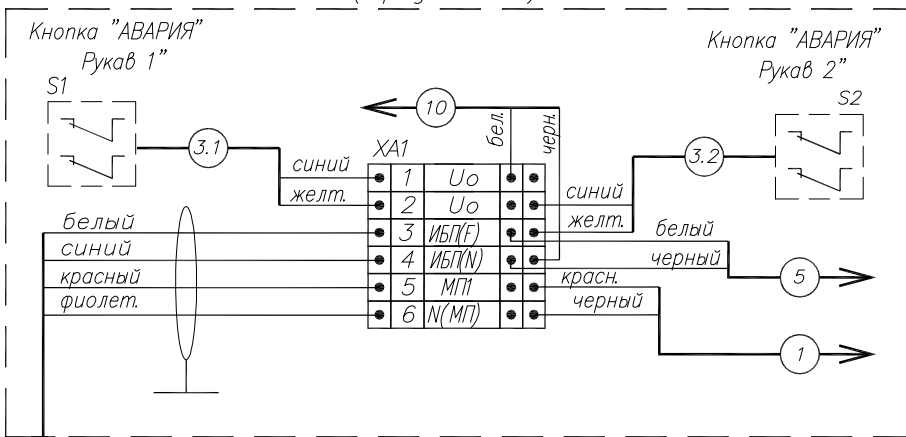 Кнопка "АВАРИЯ"
Рукав 1"
S1
Кнопка "АВАРИЯ"
Рукав 2"
S2
10
бел.
черн.
3.1
3.2
XA1
синий
желт.
1 Uo
2 Uo
3 ИБП(F)
4 ИБП(N)
5 МП1
6 N(МП)
белый
синий
красный
фиолет.
синий
желт.
белый
черный
красн.
черный
5
1